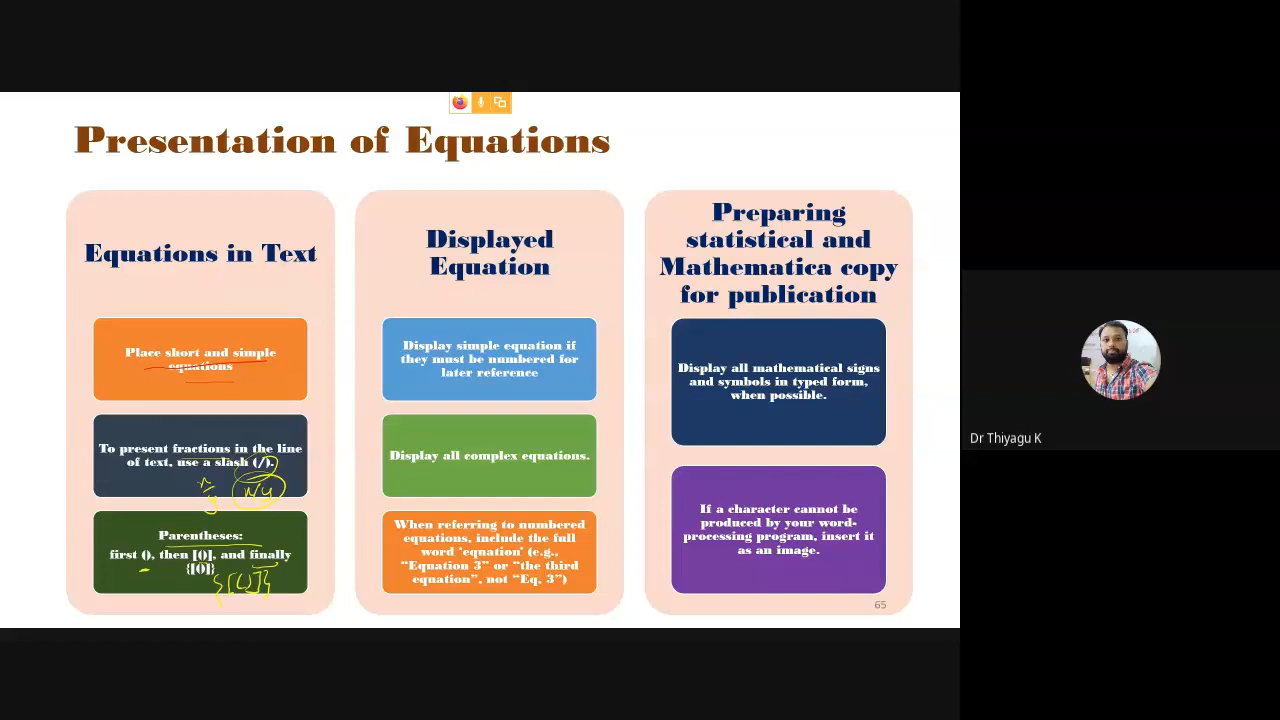 Presentation of Equations
Equations in Text
Place short and simple
equations
To present fractions in the line
of text, use a slash (/).
x/y
Parentheses:
first (), then [()], and finally
{[()]}
{[()]}
Displayed
Equation
Display simple equation if
they must be numbered for
later reference
Display all complex equations.
When referring to numbered
equations, include the full
word 'equation' (e.g.,
“Equation 3” or “the third
equation”, not “Eq. 3”)
Preparing
statistical and
Mathematica copy
for publication
Display all mathematical signs
and symbols in typed form,
when possible.
If a character cannot be
produced by your word-
processing program, insert it
as an image.
65
Dr Thiyagu K